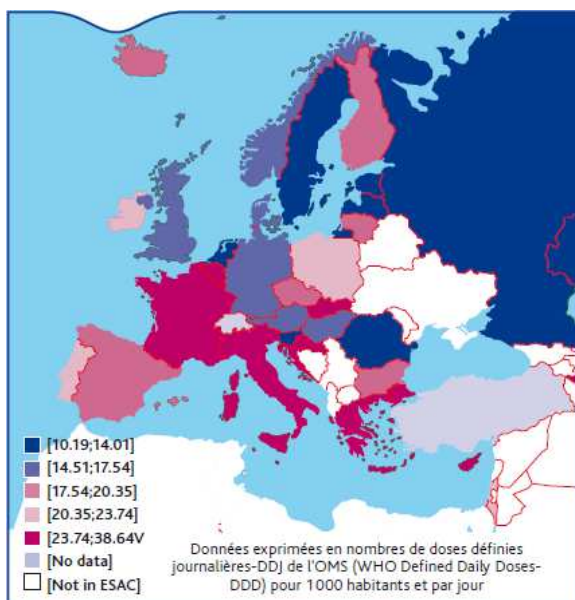 [10.19;14.01]
[14.51;17.54]
[17.54;20.35]
[20.35;23.74]
[23.74;38.64V
[No data]
[Not in ESAC]
Données exprimées en nombres de doses définies
journalières-DDJ de l'OMS (WHO Defined Daily Doses-
DDD) pour 1000 habitants et par jour